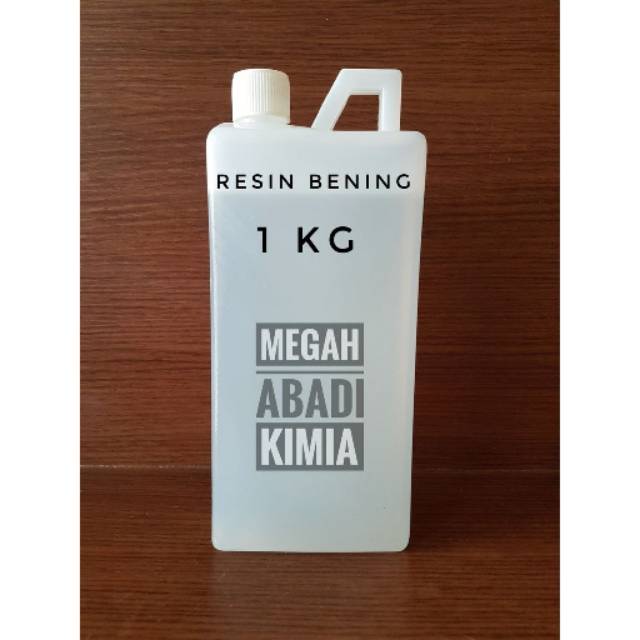 RESIN BENING
1 KG
MEGAH
ABADI
KIMIA